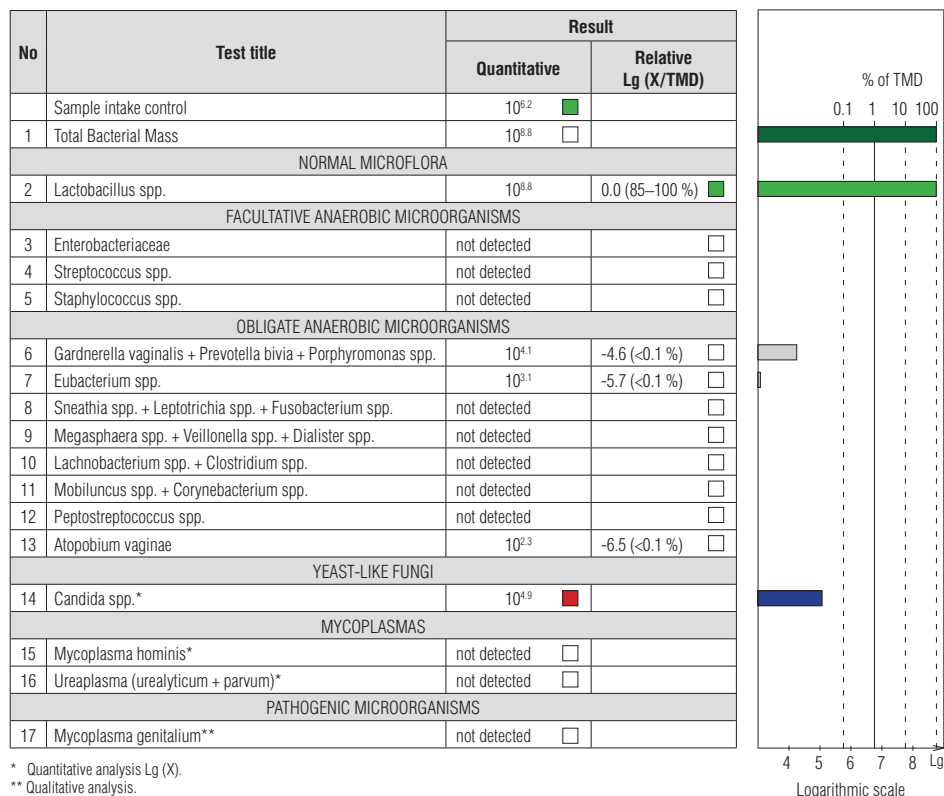 No Test title Result
Quantitative Relative Lg (X/TMD)
Sample intake control 10^6.2
1 Total Bacterial Mass 10^8.8
NORMAL MICROFLORA
2 Lactobacillus spp. 10^8.8 0.0 (85–100 %)
FACULTATIVE ANAEROBIC MICROORGANISMS
3 Enterobacteriaceae not detected
4 Streptococcus spp. not detected
5 Staphylococcus spp. not detected
OBLIGATE ANAEROBIC MICROORGANISMS
6 Gardnerella vaginalis + Prevotella bivia + Porphyromonas spp. 10^4.1 -4.6 (<0.1 %)
7 Eubacterium spp. 10^3.1 -5.7 (<0.1 %)
8 Sneathia spp. + Leptotrichia spp. + Fusobacterium spp. not detected
9 Megasphaera spp. + Veillonella spp. + Dialister spp. not detected
10 Lachnobacterium spp. + Clostridium spp. not detected
11 Mobiluncus spp. + Corynebacterium spp. not detected
12 Peptostreptococcus spp. not detected
13 Atopobium vaginae 10^2.3 -6.5 (<0.1 %)
YEAST-LIKE FUNGI
14 Candida spp.* 10^4.9
MYCOPLASMAS
15 Mycoplasma hominis* not detected
16 Ureaplasma (urealyticum + parvum)* not detected
PATHOGENIC MICROORGANISMS
17 Mycoplasma genitalium** not detected
* Quantitative analysis Lg (X).
** Qualitative analysis.
% of TMD
0.1 1 10 100
4 5 6 7 8 Lg
Logarithmic scale